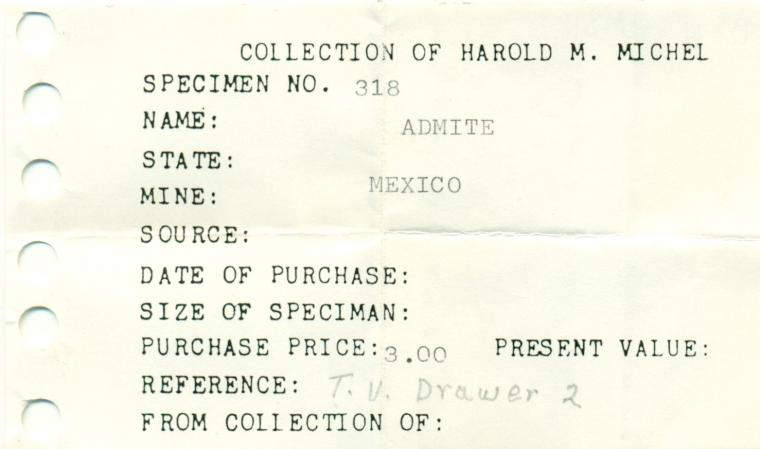 COLLECTION OF HAROLD M. MICHEL
SPECIMEN NO. 318
NAME: ADMITE
STATE:
MEXICO
MINE:
SOURCE:
DATE OF PURCHASE:
SIZE OF SPECIMAN:
PURCHASE PRICE: 3.00 PRESENT VALUE:
REFERENCE: T.V. Drawer 2
FROM COLLECTION OF: